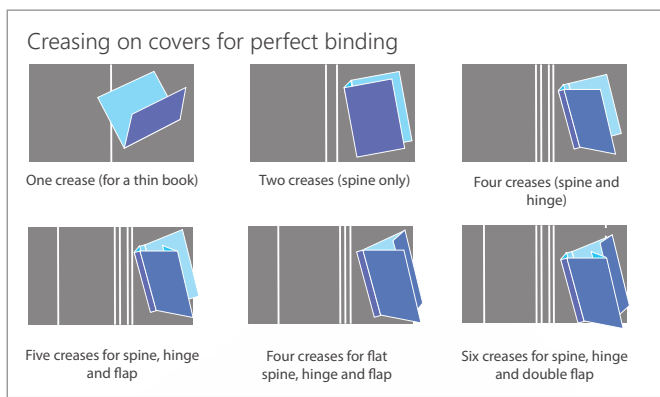 Creasing on covers for perfect binding
One crease (for a thin book)
Two creases (spine only)
Four creases (spine and
hinge)
Five creases for spine, hinge
and flap
Four creases for flat
spine, hinge and flap
Six creases for spine, hinge
and double flap